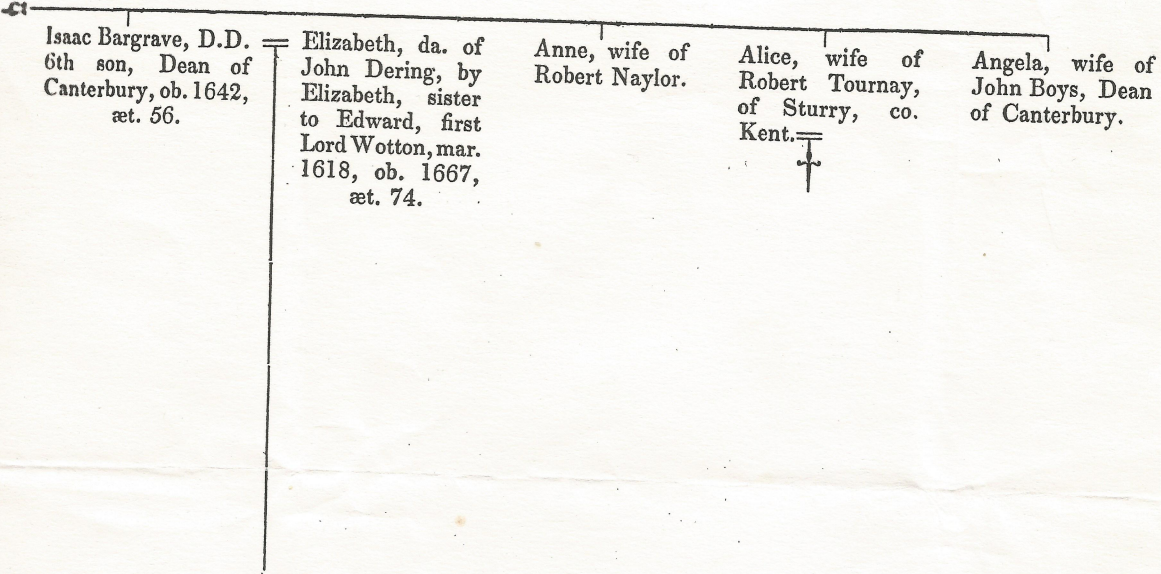 Isaac Bargrave, D.D.
6th son, Dean of
Canterbury, ob. 1642,
æt. 56.
Elizabeth, da. of
John Dering, by
Elizabeth, sister
to Edward, first
Lord Wotton, mar.
1618, ob. 1667,
æt. 74.
Anne, wife of
Robert Naylor.
Alice, wife of
Robert Tournay,
of Sturry, co.
Kent.
Angela, wife of
John Boys, Dean
of Canterbury.